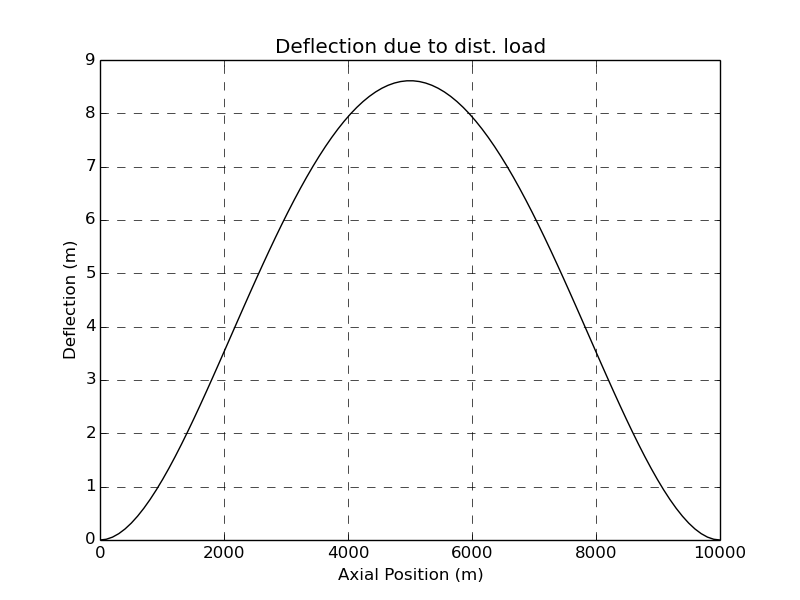 Deflection due to dist. load
9
8
7
6
5
4
3
2
1
0
Deflection (m)
0 2000 4000 6000 8000 10000
Axial Position (m)